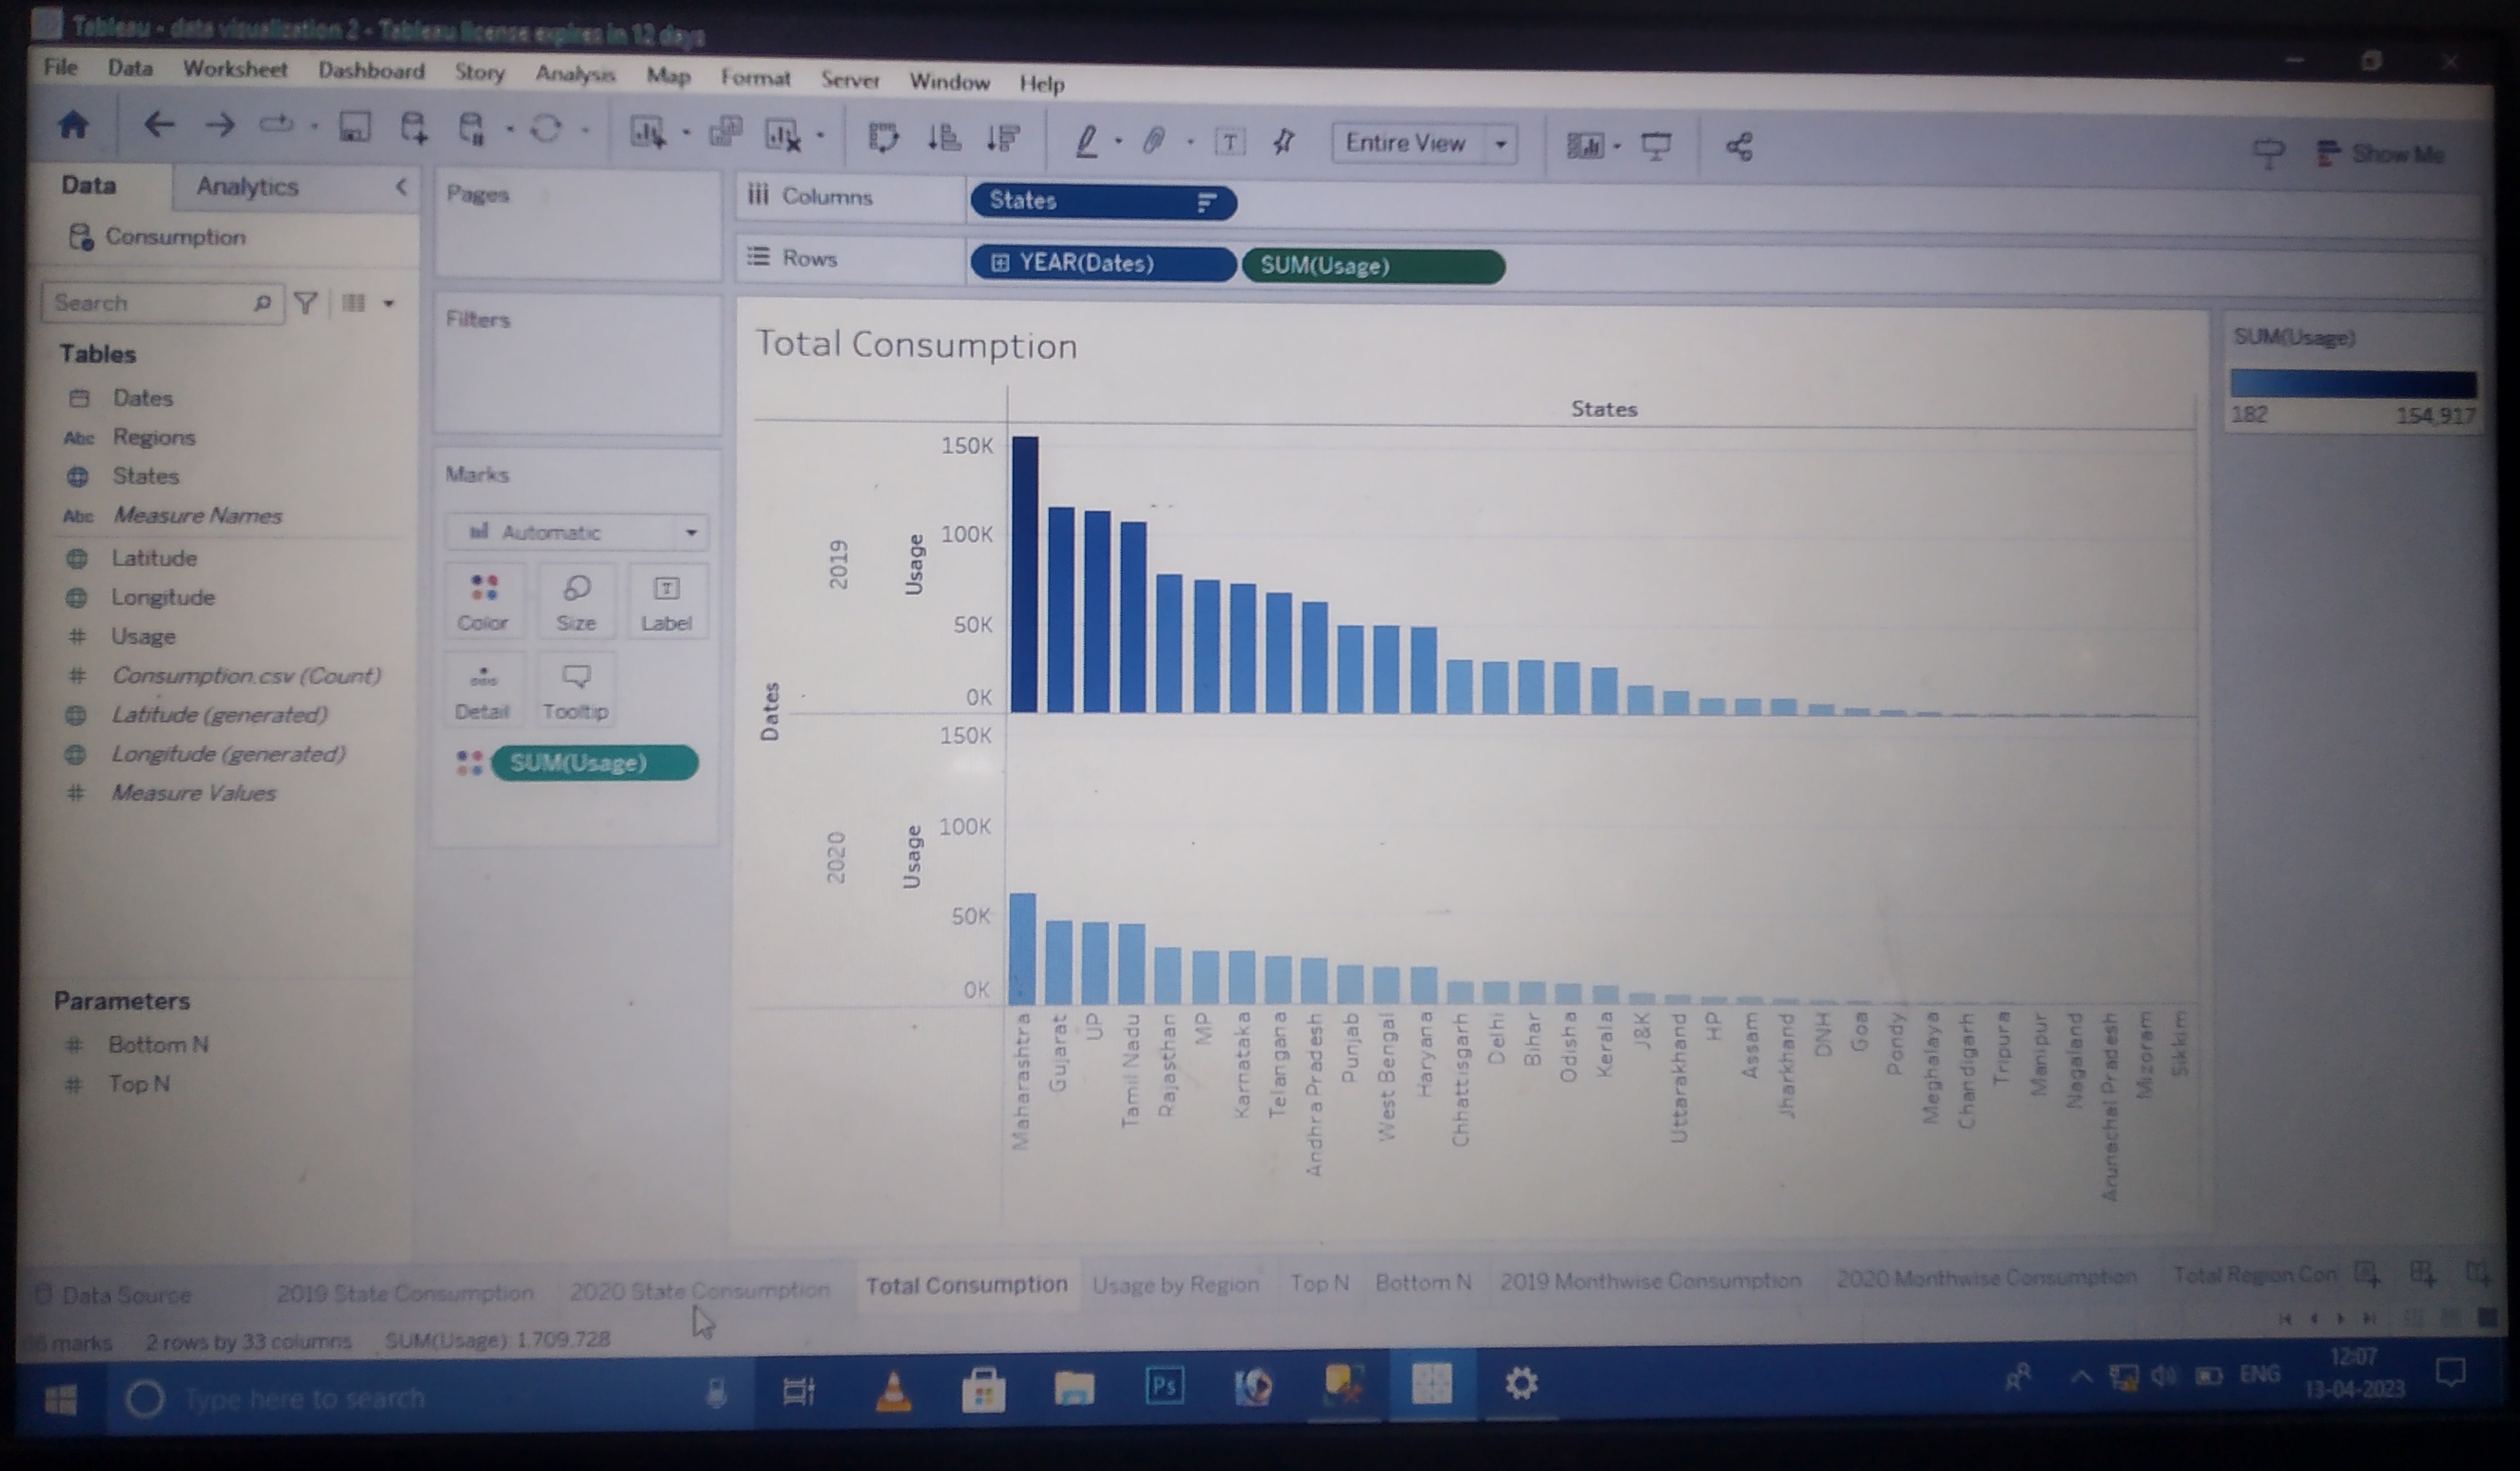 Tableau - data visualization 2 - Tableau license expires in 12 days
File Data Worksheet Dashboard Story Analysis Map Format Server Window Help
Entire View
Show Me
Data Analytics
Consumption
Search
Tables
Dates
Abc Regions
States
Abc Measure Names
Latitude
Longitude
# Usage
# Consumption.csv (Count)
Latitude (generated)
Longitude (generated)
# Measure Values
Parameters
# Bottom N
# Top N
Pages
Filters
Marks
Automatic
Color Size Label
Detail Tooltip
SUM(Usage)
Columns States
Rows YEAR(Dates) SUM(Usage)
Total Consumption
States
Dates
2019
Usage
150K
100K
50K
0K
2020
Usage
150K
100K
50K
0K
Maharashtra
Gujarat
UP
Tamil Nadu
Rajasthan
MP
Karnataka
Telangana
Andhra Pradesh
Punjab
West Bengal
Haryana
Chhattisgarh
Delhi
Bihar
Odisha
Kerala
J&K
Uttarakhand
HP
Assam
Jharkhand
DNH
Goa
Pondy
Meghalaya
Chandigarh
Tripura
Manipur
Nagaland
Arunachal Pradesh
Mizoram
Sikkim
SUM(Usage)
182 154,917
Data Source 2019 State Consumption 2020 State Consumption Total Consumption Usage by Region Top N Bottom N 2019 Monthwise Consumption 2020 Monthwise Consumption Total Region Con
marks 2 rows by 33 columns SUM(Usage): 1,709,728
Type here to search
Ps
ENG
12:07
13-04-2023